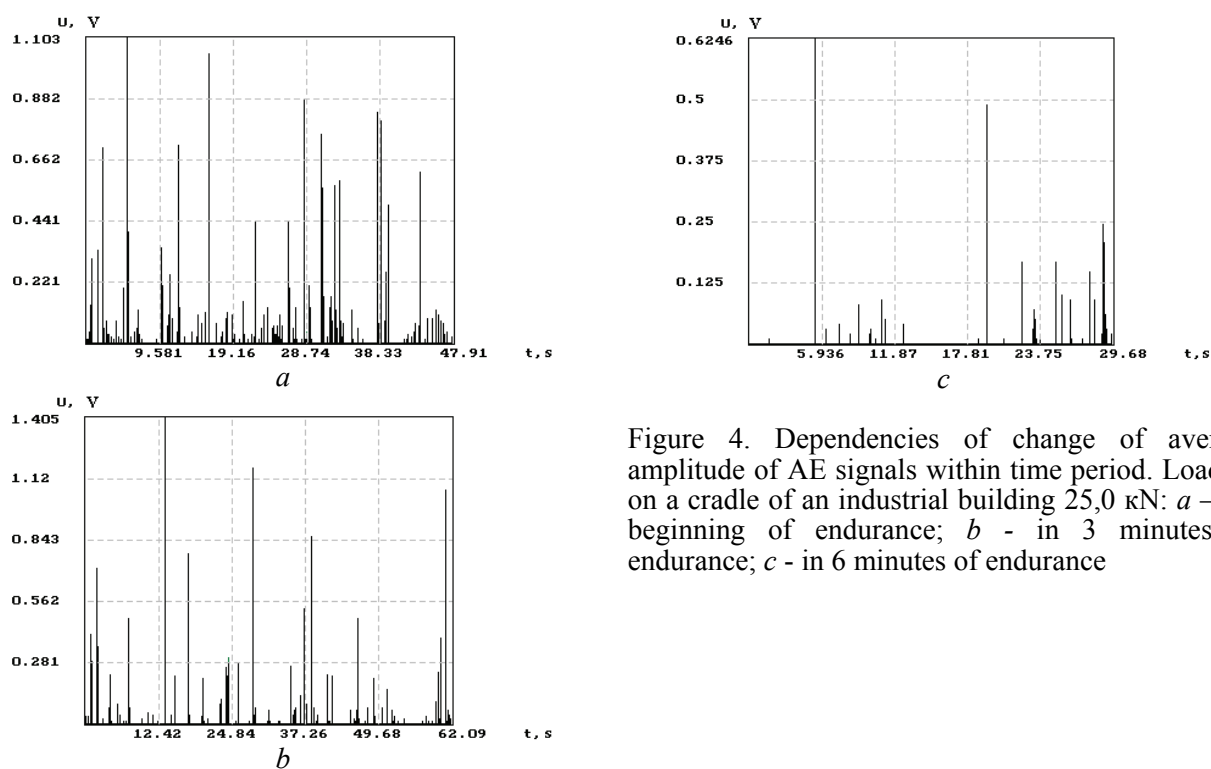 U, V
1.103
0.882
0.662
0.441
0.221
9.581 19.16 28.74 38.33 47.91 t,s
a
U, V
1.405
1.12
0.843
0.562
0.281
12.42 24.84 37.26 49.68 62.09 t,s
b
U, V
0.6246
0.5
0.375
0.25
0.125
5.936 11.87 17.81 23.75 29.68 t,s
c
Figure 4. Dependencies of change of aver
amplitude of AE signals within time period. Load
on a cradle of an industrial building 25,0 кN: a –
beginning of endurance; b - in 3 minutes
endurance; c - in 6 minutes of endurance